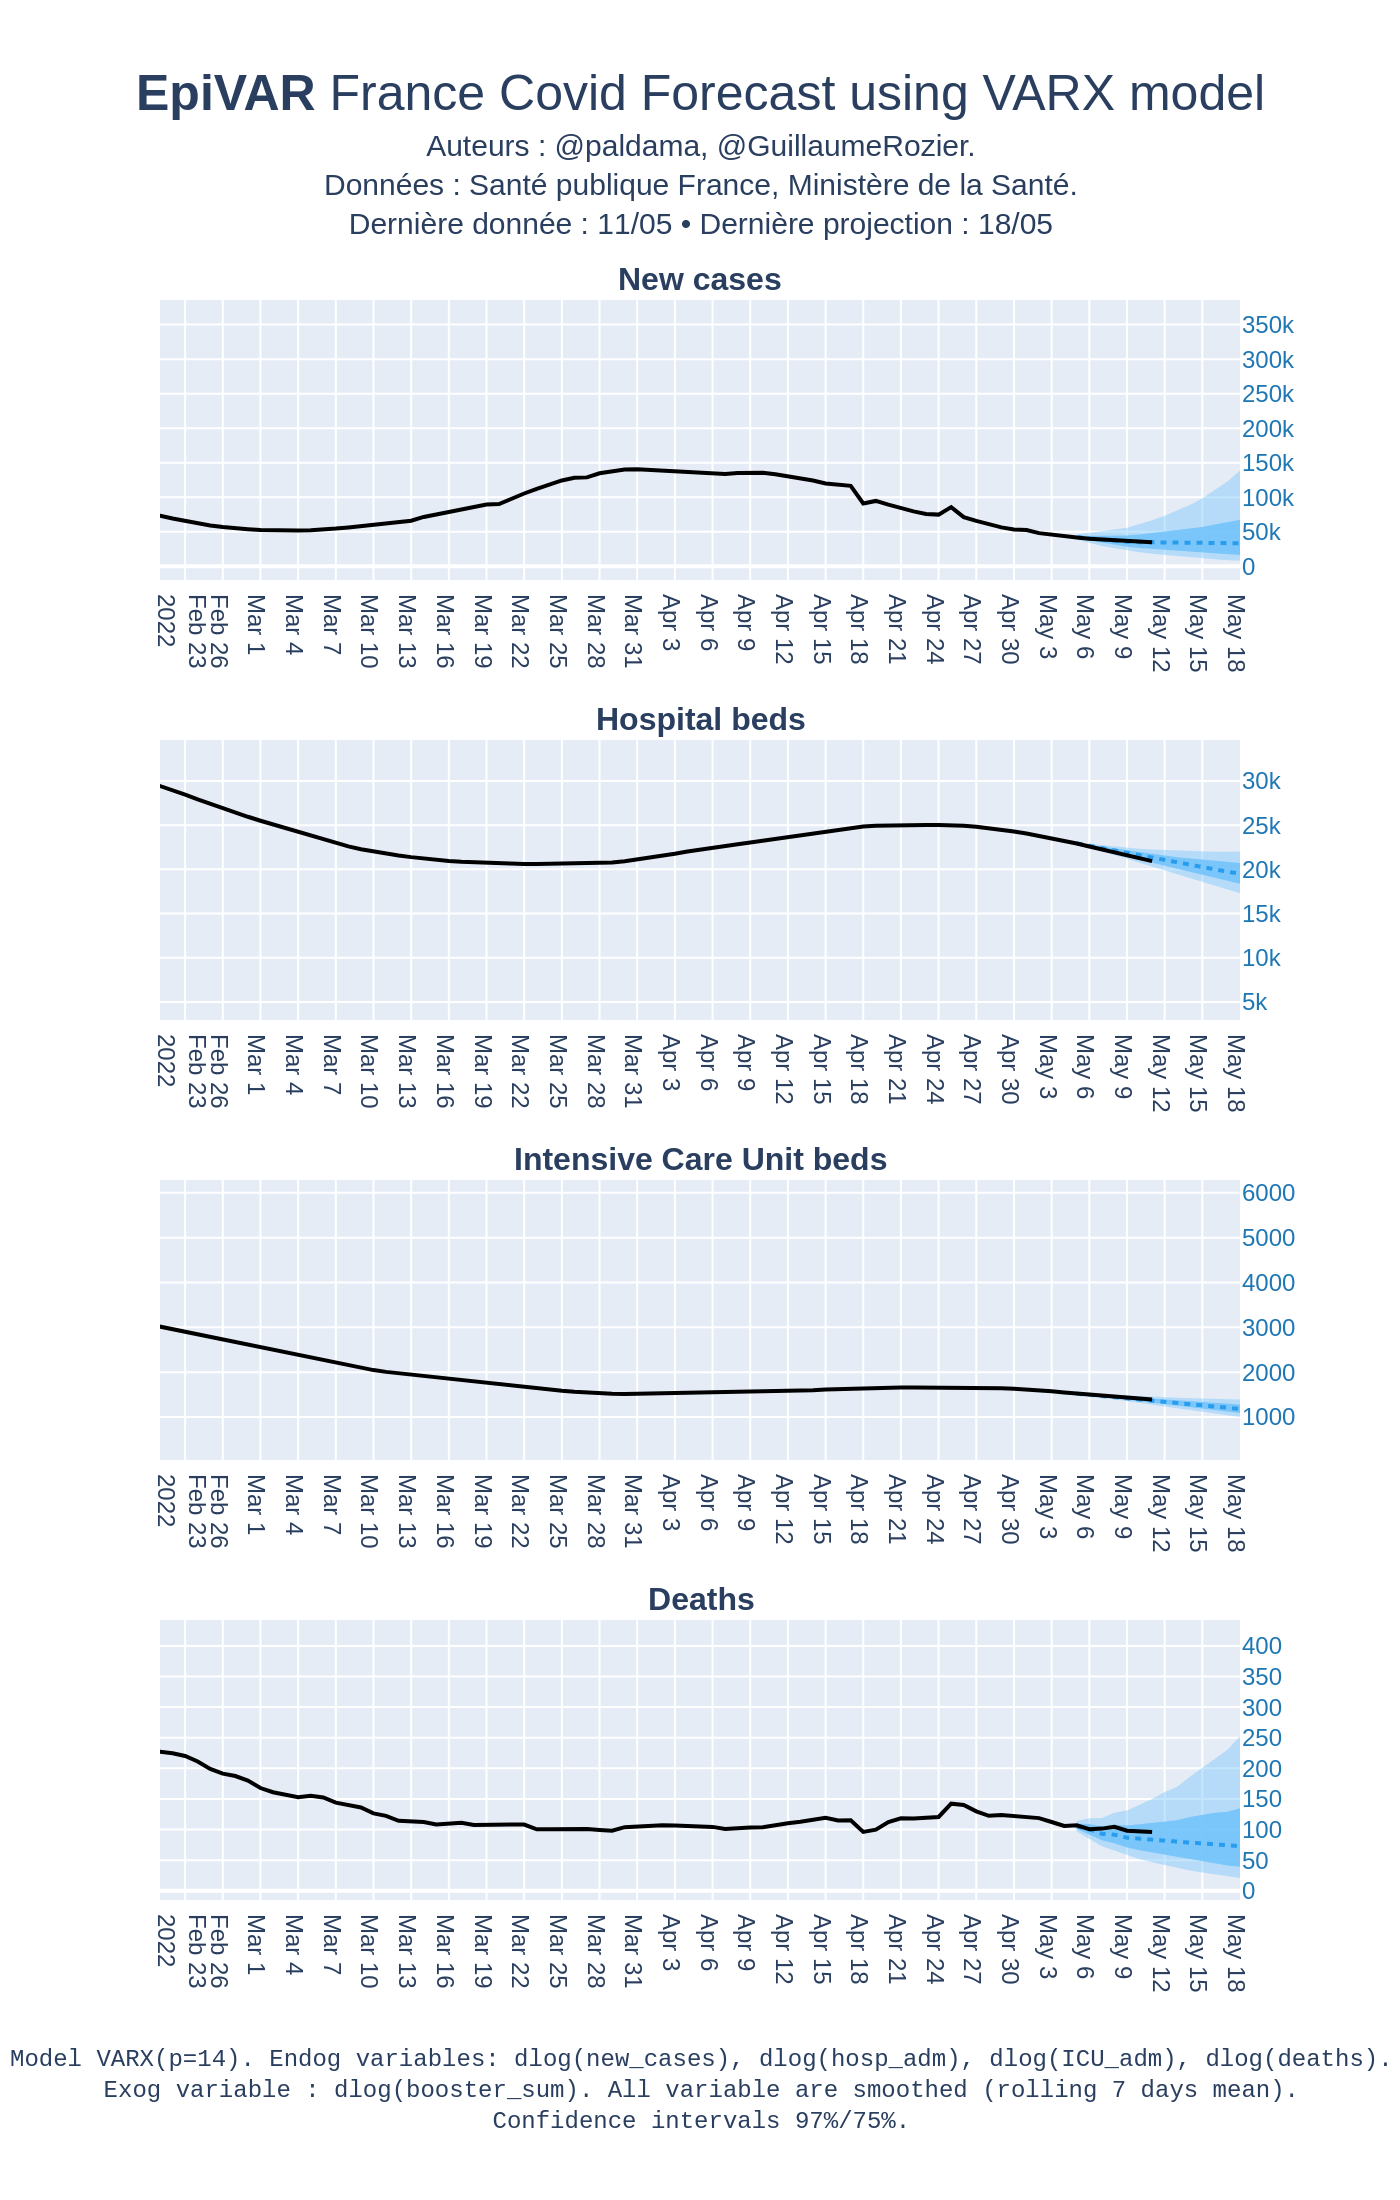 EpiVAR France Covid Forecast using VARX model
Auteurs : @paldama, @GuillaumeRozier.
Données : Santé publique France, Ministère de la Santé.
Dernière donnée : 11/05 • Dernière projection : 18/05
New cases
350k
300k
250k
200k
150k
100k
50k
0
2022
Feb 23
Feb 26
Mar 1
Mar 4
Mar 7
Mar 10
Mar 13
Mar 16
Mar 19
Mar 22
Mar 25
Mar 28
Mar 31
Apr 3
Apr 6
Apr 9
Apr 12
Apr 15
Apr 18
Apr 21
Apr 24
Apr 27
Apr 30
May 3
May 6
May 9
May 12
May 15
May 18
Hospital beds
30k
25k
20k
15k
10k
5k
2022
Feb 23
Feb 26
Mar 1
Mar 4
Mar 7
Mar 10
Mar 13
Mar 16
Mar 19
Mar 22
Mar 25
Mar 28
Mar 31
Apr 3
Apr 6
Apr 9
Apr 12
Apr 15
Apr 18
Apr 21
Apr 24
Apr 27
Apr 30
May 3
May 6
May 9
May 12
May 15
May 18
Intensive Care Unit beds
6000
5000
4000
3000
2000
1000
2022
Feb 23
Feb 26
Mar 1
Mar 4
Mar 7
Mar 10
Mar 13
Mar 16
Mar 19
Mar 22
Mar 25
Mar 28
Mar 31
Apr 3
Apr 6
Apr 9
Apr 12
Apr 15
Apr 18
Apr 21
Apr 24
Apr 27
Apr 30
May 3
May 6
May 9
May 12
May 15
May 18
Deaths
400
350
300
250
200
150
100
50
0
2022
Feb 23
Feb 26
Mar 1
Mar 4
Mar 7
Mar 10
Mar 13
Mar 16
Mar 19
Mar 22
Mar 25
Mar 28
Mar 31
Apr 3
Apr 6
Apr 9
Apr 12
Apr 15
Apr 18
Apr 21
Apr 24
Apr 27
Apr 30
May 3
May 6
May 9
May 12
May 15
May 18
Model VARX(p=14). Endog variables: dlog(new_cases), dlog(hosp_adm), dlog(ICU_adm), dlog(deaths).
Exog variable : dlog(booster_sum). All variable are smoothed (rolling 7 days mean).
Confidence intervals 97%/75%.